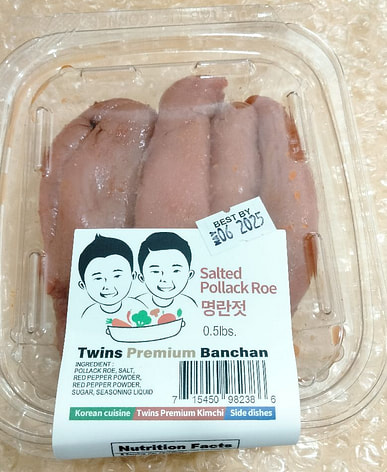 BEST BY
MAY 06 2025
Salted
Pollack Roe
명란젓
0.5lbs.
Twins Premium Banchan
INGREDIENT :
POLLACK ROE, SALT,
RED PEPPER POWDER,
RED PEPPER POWDER,
SUGAR, SEASONING LIQUID
7 15450 98238 6
Korean cuisine Twins Premium Kimchi Side dishes
Nutrition Facts